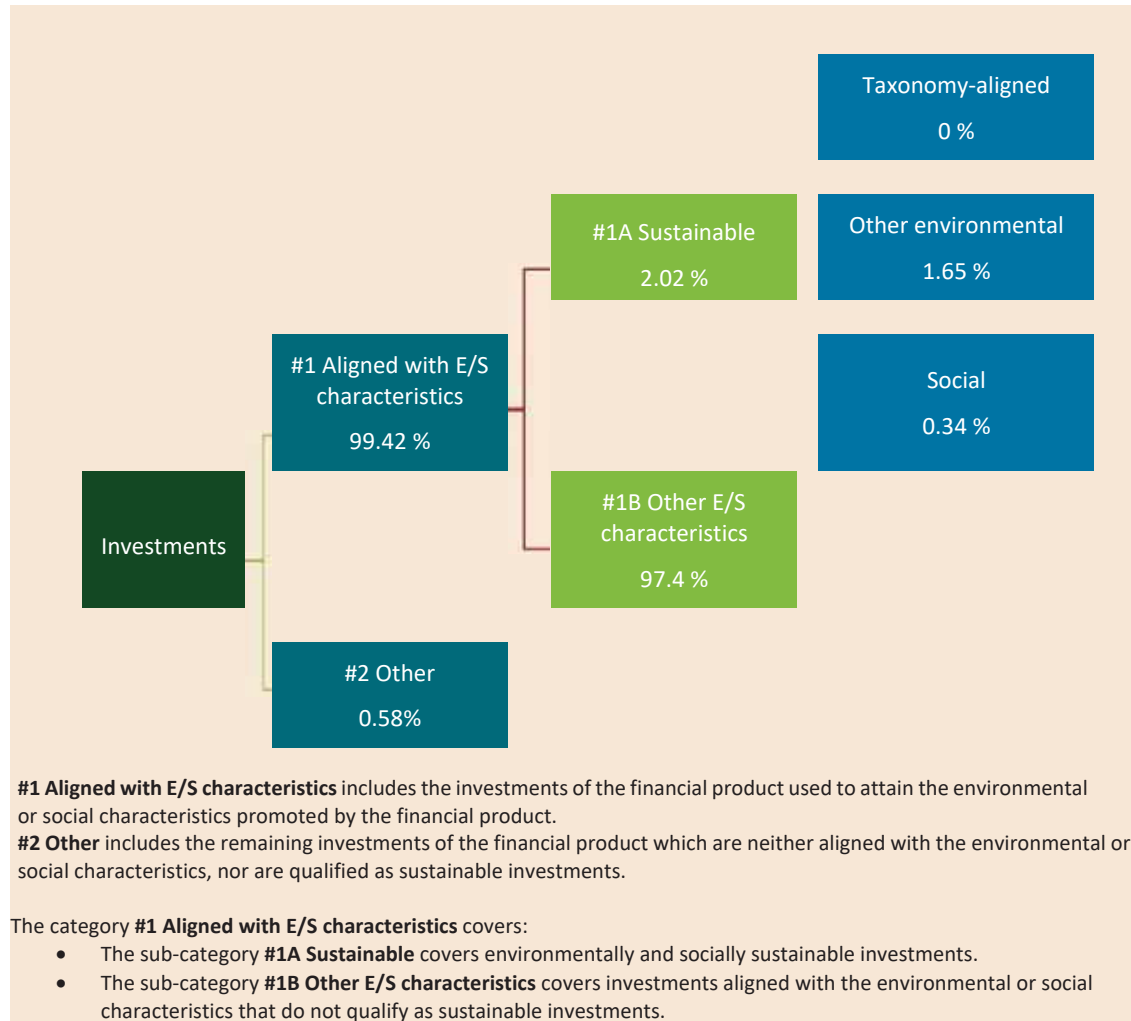 Taxonomy-aligned
0 %
#1A Sustainable
2.02 %
Other environmental
1.65 %
#1 Aligned with E/S
characteristics
99.42 %
Social
0.34 %
Investments
#1B Other E/S
characteristics
97.4 %
#2 Other
0.58%
#1 Aligned with E/S characteristics includes the investments of the financial product used to attain the environmental
or social characteristics promoted by the financial product.
#2 Other includes the remaining investments of the financial product which are neither aligned with the environmental or
social characteristics, nor are qualified as sustainable investments.
The category #1 Aligned with E/S characteristics covers:
• The sub-category #1A Sustainable covers environmentally and socially sustainable investments.
• The sub-category #1B Other E/S characteristics covers investments aligned with the environmental or social
characteristics that do not qualify as sustainable investments.